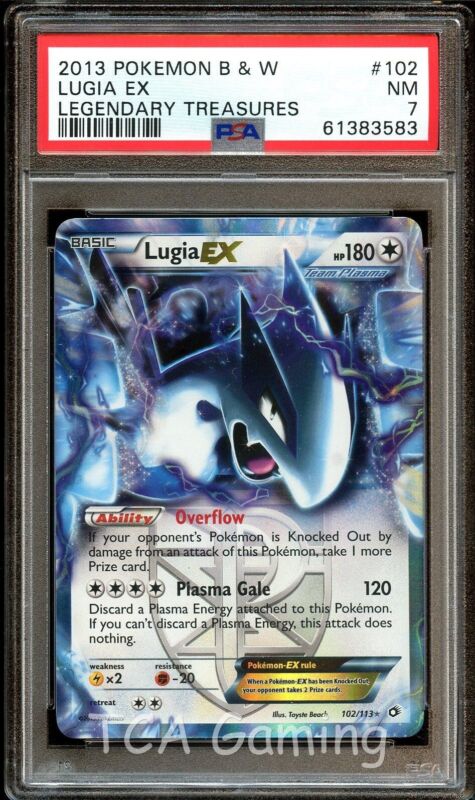 2013 POKEMON B & W #102
LUGIA EX NM
LEGENDARY TREASURES 7
PSA 61383583
BASIC LugiaEX HP180
Team Plasma
Ability Overflow
If your opponent's Pokémon is Knocked Out by
damage from an attack of this Pokémon, take 1 more
Prize card.
Plasma Gale 120
Discard a Plasma Energy attached to this Pokémon.
If you can't discard a Plasma Energy, this attack does
nothing.
weakness resistance
×2 -20
retreat
Pokémon-EX rule
When a Pokémon-EX has been Knocked Out,
your opponent takes 2 Prize cards.
Illus. Toyste Beach 102/113
TCA Gaming